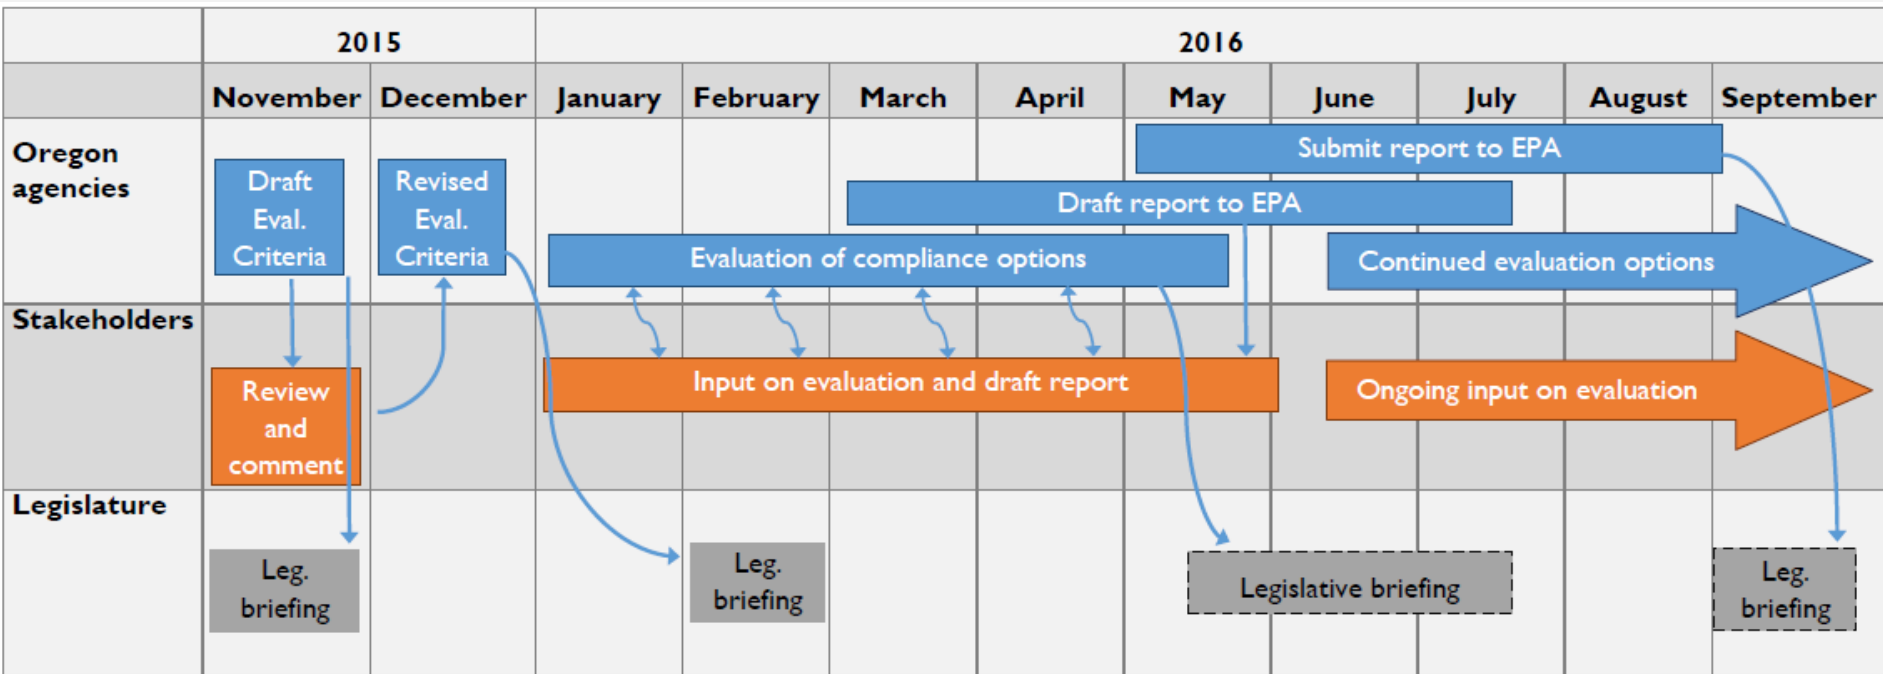 2015
2016
November
December
January
February
March
April
May
June
July
August
September
Oregon
agencies
Draft
Eval.
Criteria
Revised
Eval.
Criteria
Submit report to EPA
Draft report to EPA
Evaluation of compliance options
Continued evaluation options
Stakeholders
Review
and
comment
Input on evaluation and draft report
Ongoing input on evaluation
Legislature
Leg.
briefing
Leg.
briefing
Legislative briefing
Leg.
briefing